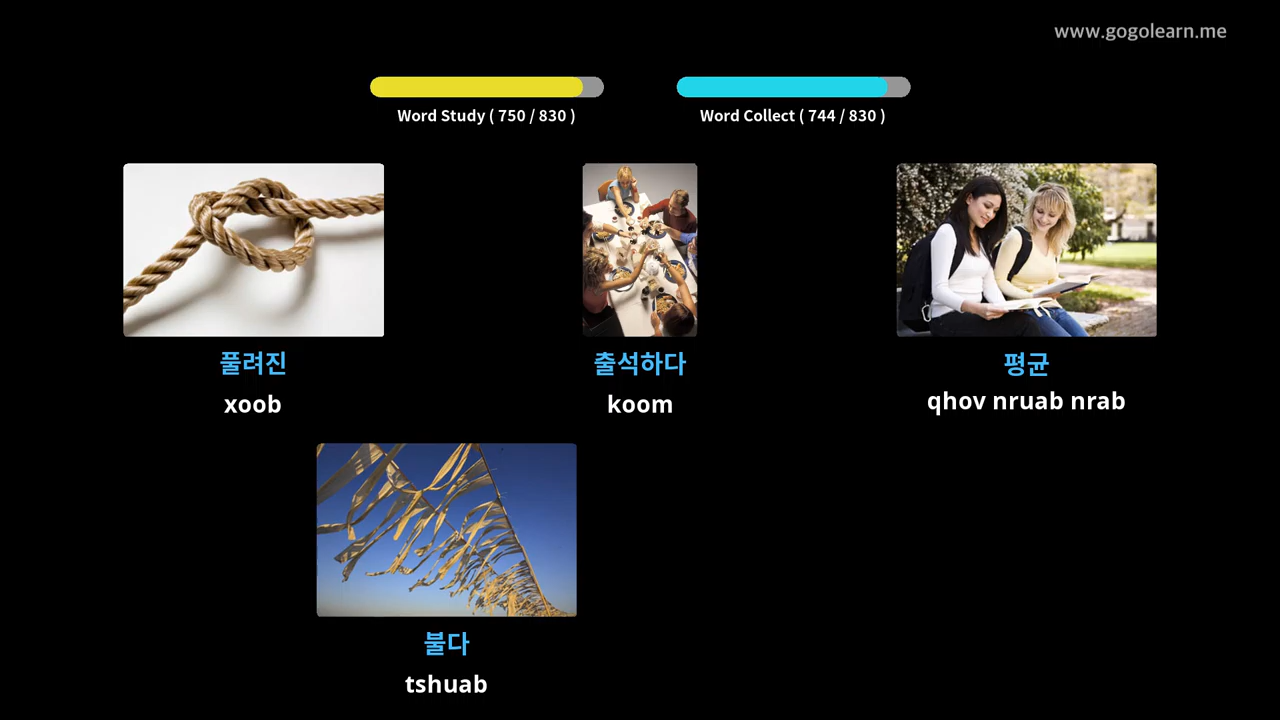 www.gogolearn.me
Word Study ( 750 / 830 )
Word Collect ( 744 / 830 )
풀려진
xoob
출석하다
koom
평균
qhov nruab nrab
불다
tshuab